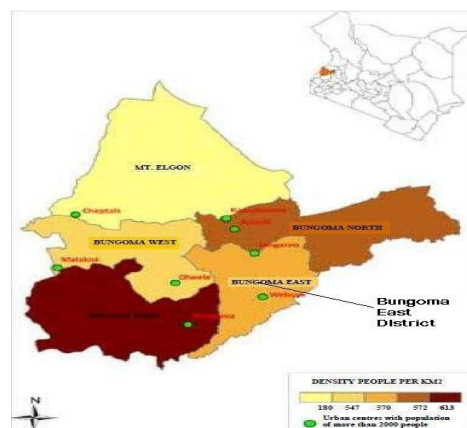 MT. ELGON
Cheptais
BUNGOMA NORTH
BUNGOMA WEST
Malakisi
Chwele
BUNGOMA EAST
Webuye
Bungoma
East
District
N
DENSITY PEOPLE PER KM2
180 547 570 572 613
Urban centres with population
of more than 2000 people